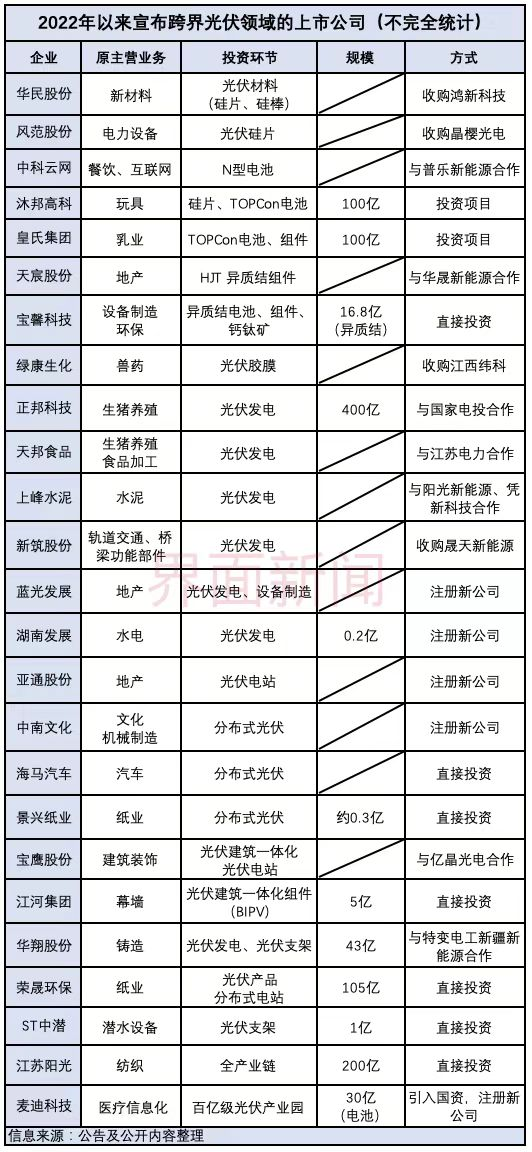 2022年以来宣布跨界光伏领域的上市公司（不完全统计）
企业 原主营业务 投资环节 规模 方式
华民股份 新材料 光伏材料
（硅片、硅棒） 收购鸿新科技
风范股份 电力设备 光伏硅片 收购晶樱光电
中科云网 餐饮、互联网 N型电池 与普乐新能源合作
沐邦高科 玩具 硅片、TOPCon电池 100亿 投资项目
皇氏集团 乳业 TOPCon电池、组件 100亿 投资项目
天宸股份 地产 HJT 异质结组件 与华晟新能源合作
宝馨科技 设备制造
环保 异质结电池、组件、
钙钛矿 16.8亿
（异质结） 直接投资
绿康生化 兽药 光伏胶膜 收购江西纬科
正邦科技 生猪养殖 光伏发电 400亿 与国家电投合作
天邦食品 生猪养殖
食品加工 光伏发电 与江苏电力合作
上峰水泥 水泥 光伏发电 与阳光新能源、凭
新科技合作
新筑股份 轨道交通、桥
梁功能部件 光伏发电 收购晟天新能源
蓝光发展 地产 光伏发电、设备制造 注册新公司
湖南发展 水电 光伏发电 0.2亿 注册新公司
亚通股份 地产 光伏电站 注册新公司
中南文化 文化
机械制造 分布式光伏 注册新公司
海马汽车 汽车 分布式光伏 直接投资
景兴纸业 纸业 分布式光伏 约0.3亿 直接投资
宝鹰股份 建筑装饰 光伏建筑一体化
光伏电站 与亿晶光电合作
江河集团 幕墙 光伏建筑一体化组件
（BIPV） 5亿 直接投资
华翔股份 铸造 光伏发电、光伏支架 43亿 与特变电工新疆新
能源合作
荣晟环保 纸业 光伏产品
分布式电站 105亿 直接投资
ST中潜 潜水设备 光伏支架 1亿 直接投资
江苏阳光 纺织 全产业链 200亿 直接投资
麦迪科技 医疗信息化 百亿级光伏产业园 30亿
（电池） 引入国资，注册新
公司
信息来源：公告及公开内容整理
界面新闻